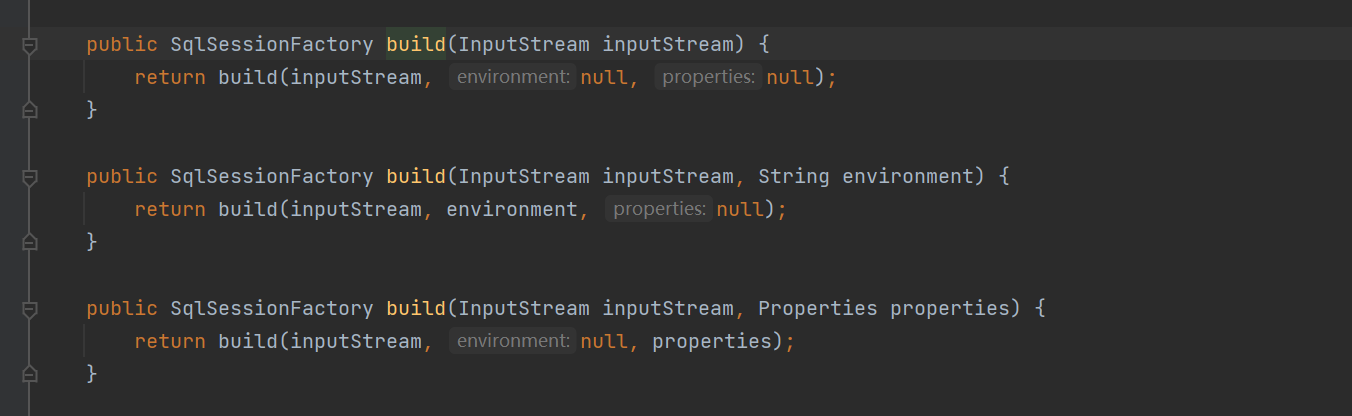 public SqlSessionFactory build(InputStream inputStream) {
return build(inputStream, environment: null, properties: null);
}
public SqlSessionFactory build(InputStream inputStream, String environment) {
return build(inputStream, environment, properties: null);
}
public SqlSessionFactory build(InputStream inputStream, Properties properties) {
return build(inputStream, environment: null, properties);
}